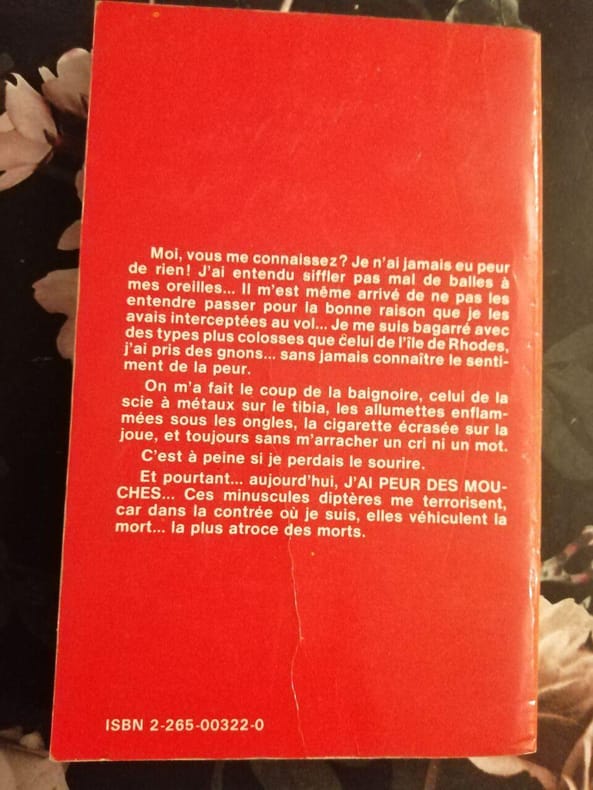 Moi, vous me connaissez? Je n'ai jamais eu peur
de rien! J'ai entendu siffler pas mal de balles à
mes oreilles... Il m'est même arrivé de ne pas les
entendre passer pour la bonne raison que je les
avais interceptées au vol... Je me suis bagarré avec
des types plus colosses que celui de l'île de Rhodes,
j'ai pris des gnons... sans jamais connaître le senti-
ment de la peur.
On m'a fait le coup de la baignoire, celui de la
scie à métaux sur le tibia, les allumettes enflam-
mées sous les ongles, la cigarette écrasée sur la
joue, et toujours sans m'arracher un cri ni un mot.
C'est à peine si je perdais le sourire.
Et pourtant... aujourd'hui, J'AI PEUR DES MOU-
CHES... Ces minuscules diptères me terrorisent,
car dans la contrée où je suis, elles véhiculent la
mort... la plus atroce des morts.
ISBN 2-265-00322-0